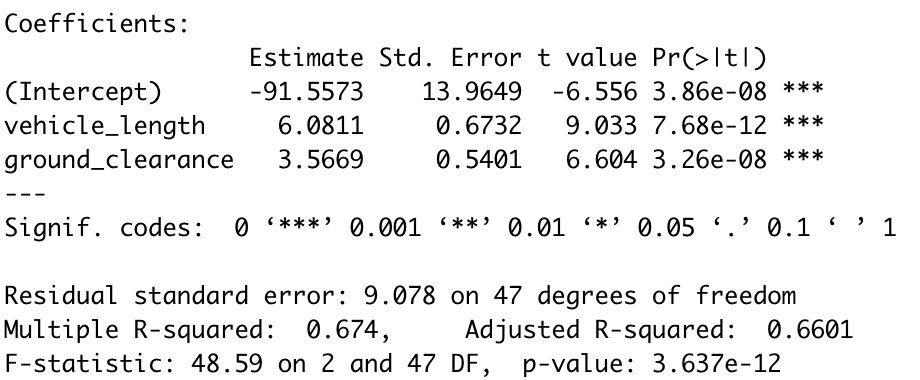 Coefficients:
                 Estimate Std. Error t value Pr(>|t|)
(Intercept)      -91.5573    13.9649  -6.556 3.86e-08 ***
vehicle_length     6.0811     0.6732   9.033 7.68e-12 ***
ground_clearance   3.5669     0.5401   6.604 3.26e-08 ***
---
Signif. codes:  0 ‘***’ 0.001 ‘**’ 0.01 ‘*’ 0.05 ‘.’ 0.1 ‘ ’ 1
Residual standard error: 9.078 on 47 degrees of freedom
Multiple R-squared:  0.674,	Adjusted R-squared:  0.6601
F-statistic: 48.59 on 2 and 47 DF,  p-value: 3.637e-12